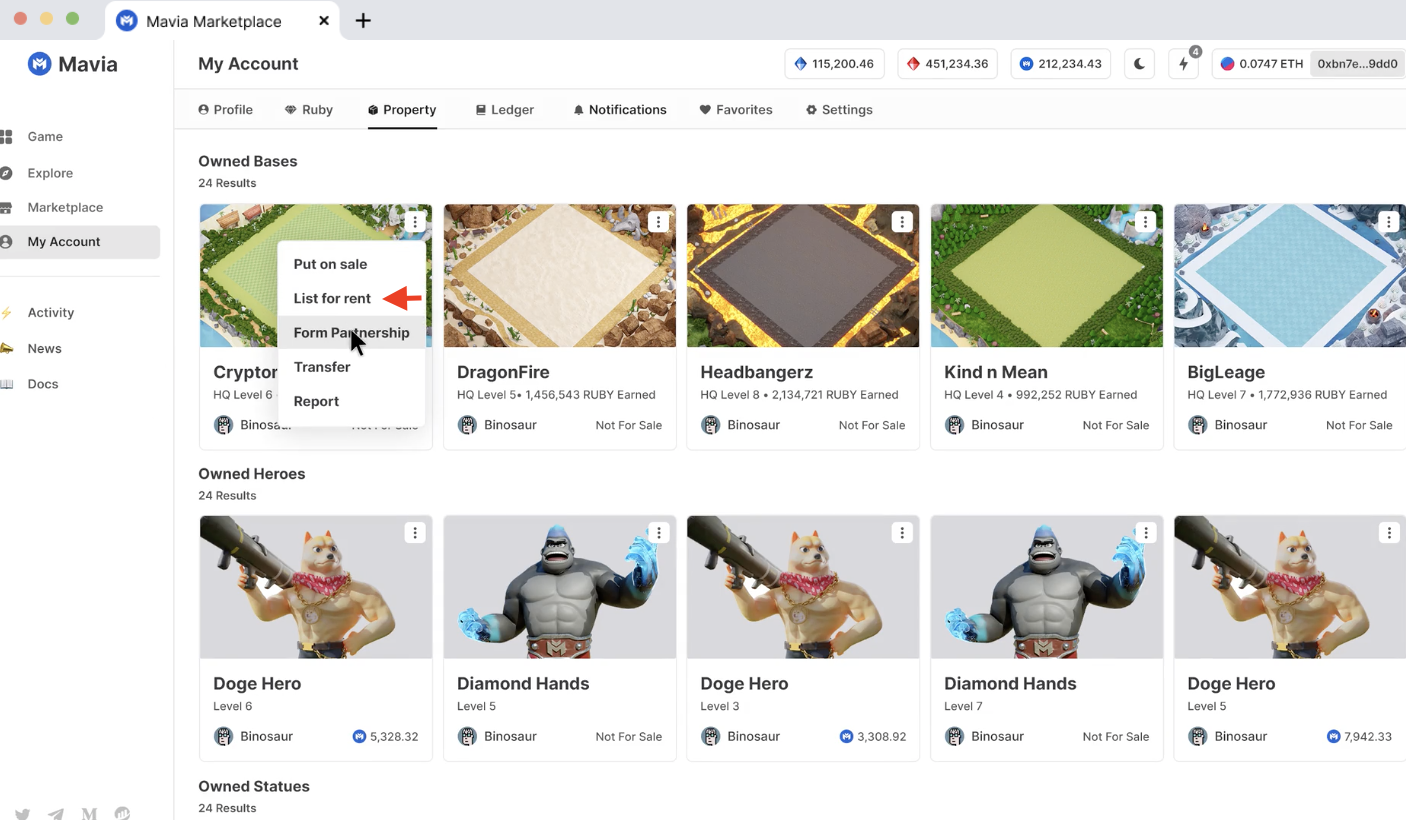 Mavia Marketplace
Mavia
My Account
115,200.46
451,234.36
212,234.43
4
0.0747 ETH
0xbn7e...9dd0
Profile
Ruby
Property
Ledger
Notifications
Favorites
Settings
Game
Explore
Marketplace
My Account
Activity
News
Docs
Owned Bases
24 Results
Put on sale
List for rent
Form Partnership
Transfer
Report
HQ Level 6
Not For Sale
DragonFire
HQ Level 5• 1,456,543 RUBY Earned
Binosaur
Not For Sale
Headbangerz
HQ Level 8 • 2,134,721 RUBY Earned
Binosaur
Not For Sale
Kind n Mean
HQ Level 4 • 992,252 RUBY Earned
Binosaur
Not For Sale
BigLeage
HQ Level 7 • 1,772,936 RUBY Earned
Binosaur
Not For Sale
Owned Heroes
24 Results
Doge Hero
Level 6
Binosaur
5,328.32
Diamond Hands
Level 5
Binosaur
Not For Sale
Doge Hero
Level 3
Binosaur
3,308.92
Diamond Hands
Level 7
Binosaur
Not For Sale
Doge Hero
Level 5
Binosaur
7,942.33
Owned Statues
24 Results